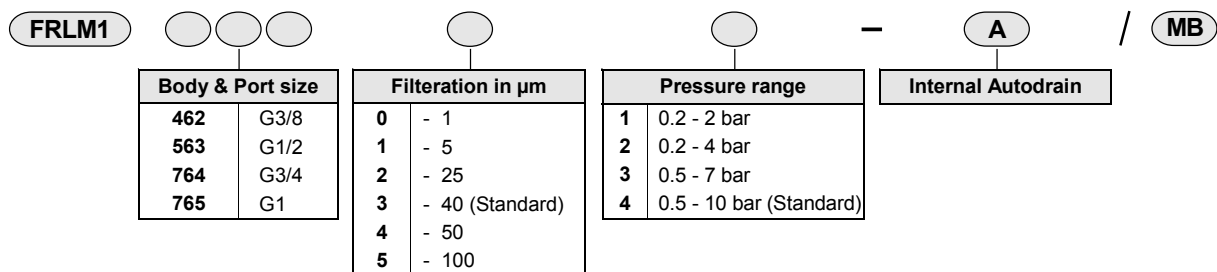 FRLM1 – A / MB
Body & Port size
462 G3/8
563 G1/2
764 G3/4
765 G1
Filteration in µm
0 - 1
1 - 5
2 - 25
3 - 40 (Standard)
4 - 50
5 - 100
Pressure range
1 0.2 - 2 bar
2 0.2 - 4 bar
3 0.5 - 7 bar
4 0.5 - 10 bar (Standard)
Internal Autodrain